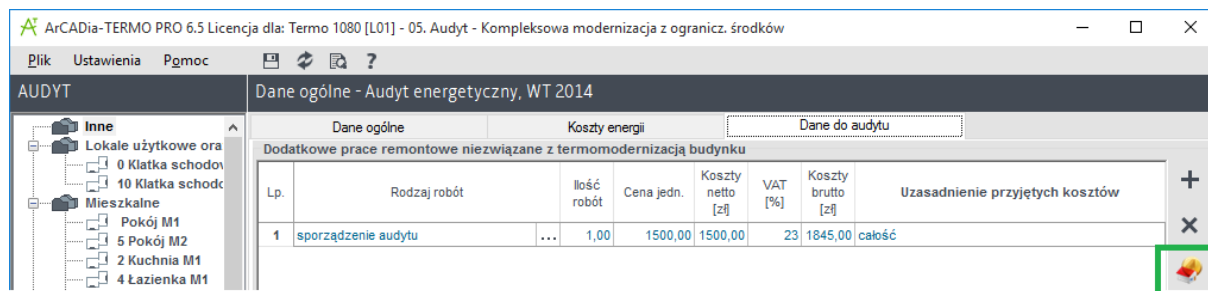 ArCADia-TERMO PRO 6.5 Licencja dla: Termo 1080 [L01] - 05. Audyt - Kompleksowa modernizacja z ogranicz. środków
Plik Ustawienia Pomoc ?
AUDYT
Dane ogólne - Audyt energetyczny, WT 2014
Inne
Lokale użytkowe ora
0 Klatka schodov
10 Klatka schodc
Mieszkalne
Pokój M1
5 Pokój M2
2 Kuchnia M1
4 Łazienka M1
Dane ogólne Koszty energii Dane do audytu
Dodatkowe prace remontowe niezwiązane z termomodernizacją budynku
Lp. Rodzaj robót Ilość robót Cena jedn. Koszty netto [zł] VAT [%] Koszty brutto [zł] Uzasadnienie przyjętych kosztów
1 sporządzenie audytu ... 1,00 1500,00 1500,00 23 1845,00 całość